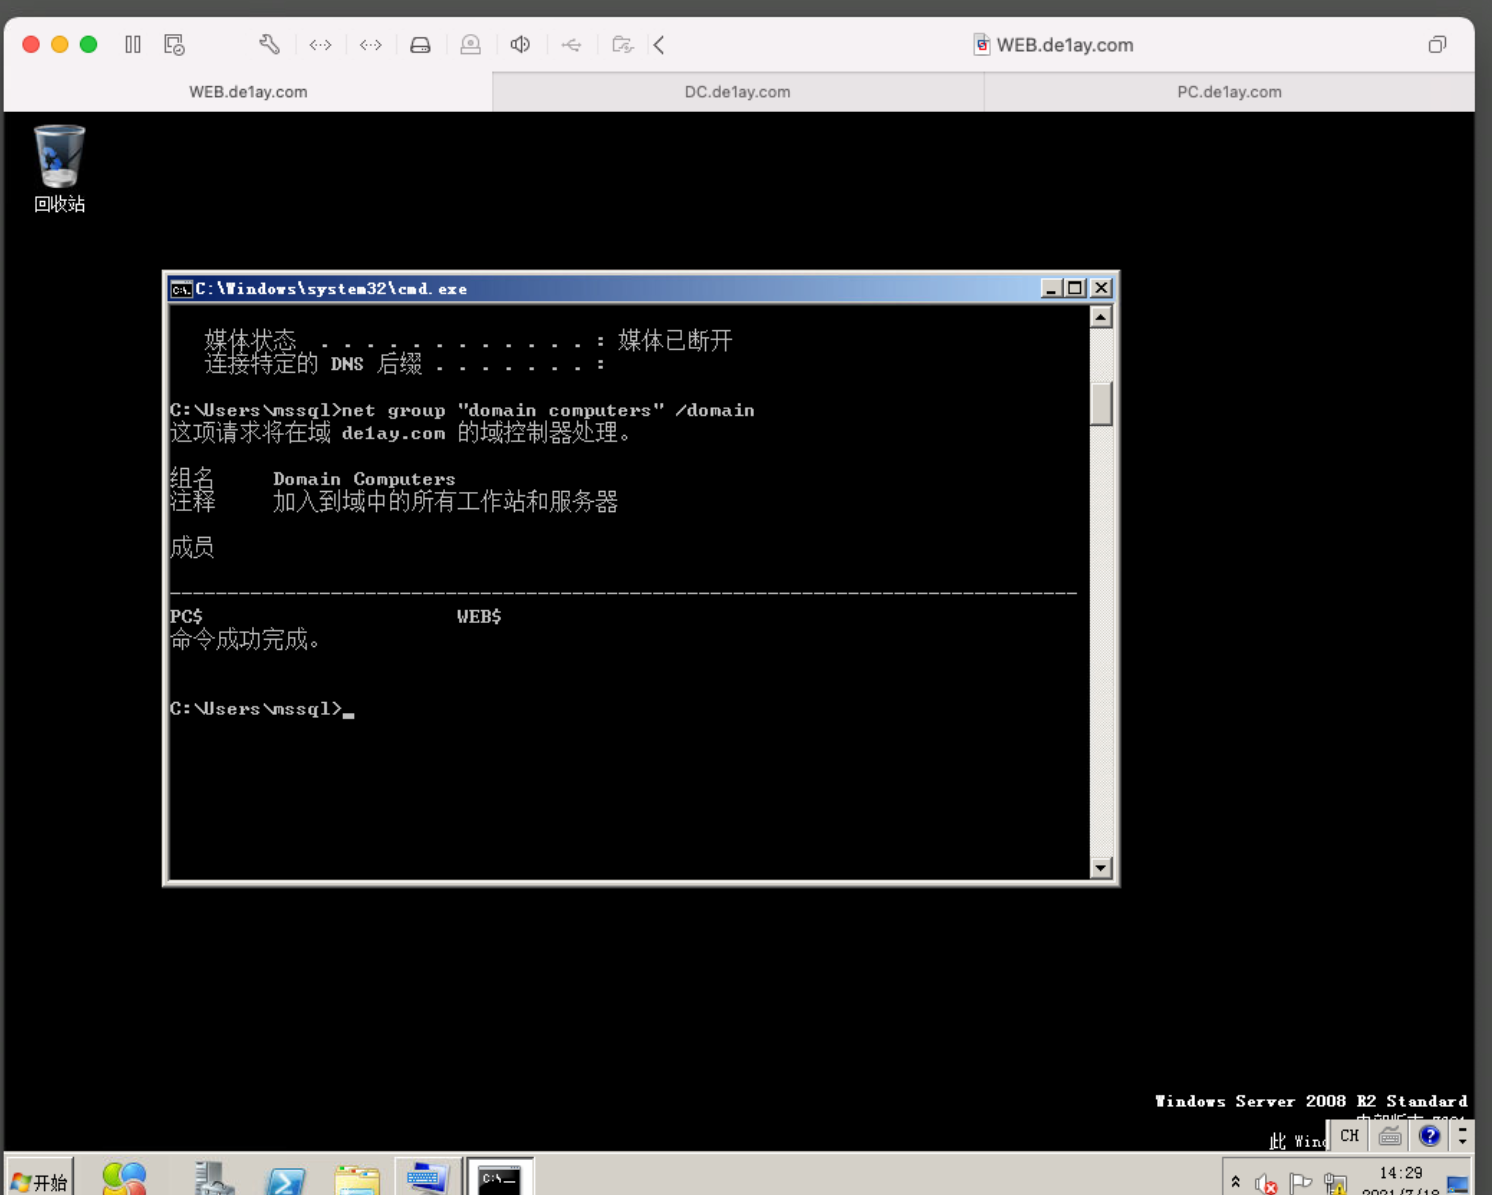 WEB.de1ay.com
WEB.de1ay.com
DC.de1ay.com
PC.de1ay.com
回收站
C:\Windows\system32\cmd.exe
媒体状态 . . . . . . . . . . . . : 媒体已断开
连接特定的 DNS 后缀 . . . . . . . :
C:\Users\mssql>net group "domain computers" /domain
这项请求将在域 de1ay.com 的域控制器处理。
组名 Domain Computers
注释 加入到域中的所有工作站和服务器
成员
-------------------------------------------------------------------------------
PC$ WEB$
命令成功完成。
C:\Users\mssql>
Windows Server 2008 R2 Standard
此 Wind
CH
开始
14:29